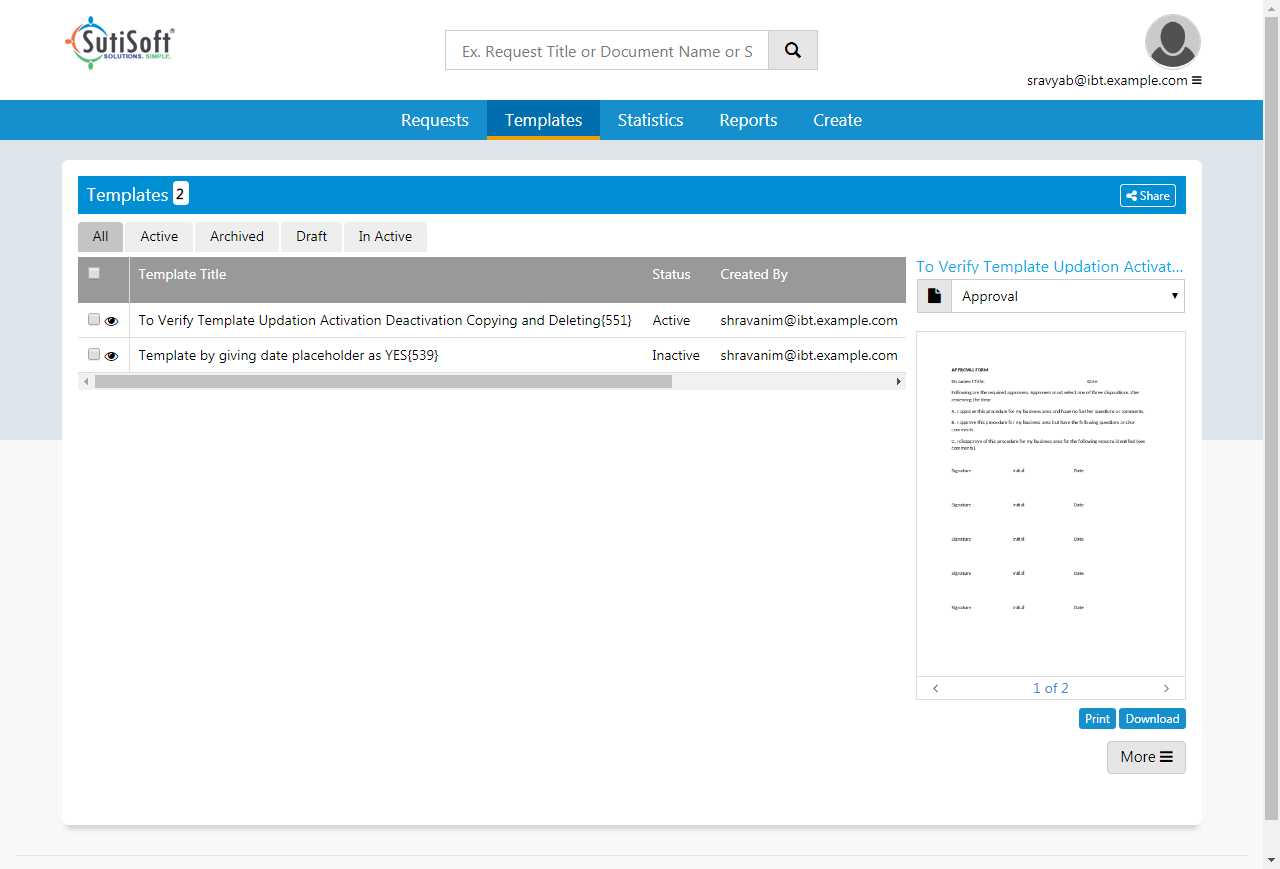 SutiSoft®
SOLUTIONS. SIMPLE.
Ex. Request Title or Document Name or S
sravyab@ibt.example.com
Requests Templates Statistics Reports Create
Templates 2
Share
All Active Archived Draft In Active
Template Title Status Created By
To Verify Template Updation Activation Deactivation Copying and Deleting{551} Active shravanim@ibt.example.com
Template by giving date placeholder as YES{539} Inactive shravanim@ibt.example.com
To Verify Template Updation Activat...
Approval
APPROVAL FORM
Document Title: Date:
Following are the required approvers. Approvers must select one of three dispositions after
reviewing the item:
A. I approve this procedure for my business area and have no further questions or comments.
B. I approve this procedure for my business area but have the following questions and/or
comments.
C. I disapprove of this procedure for my business area for the following reasons identified (see
comments).
Signature Initial Date
Signature Initial Date
Signature Initial Date
Signature Initial Date
Signature Initial Date
1 of 2
Print Download
More